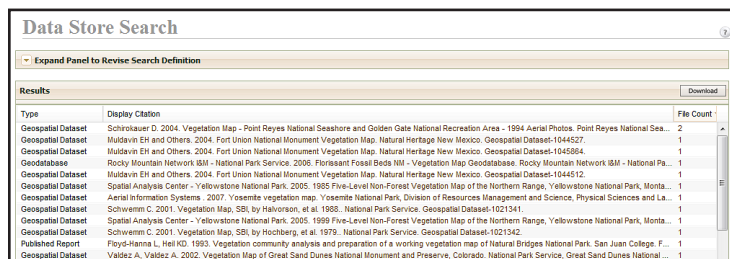 Data Store Search
?
Expand Panel to Revise Search Definition
Results Download
Type Display Citation File Count
Geospatial Dataset Schirokauer D. 2004. Vegetation Map - Point Reyes National Seashore and Golden Gate National Recreation Area - 1994 Aerial Photos. Point Reyes National Sea... 2
Geospatial Dataset Muldavin EH and Others. 2004. Fort Union National Monument Vegetation Map. Natural Heritage New Mexico. Geospatial Dataset-1044527. 1
Geospatial Dataset Muldavin EH and Others. 2004. Fort Union National Monument Vegetation Map. Natural Heritage New Mexico. Geospatial Dataset-1045864. 1
Geodatabase Rocky Mountain Network I&M - National Park Service. 2006. Florissant Fossil Beds NM - Vegetation Map Geodatabase. Rocky Mountain Network I&M - National Pa... 1
Geospatial Dataset Muldavin EH and Others. 2004. Fort Union National Monument Vegetation Map. Natural Heritage New Mexico. Geospatial Dataset-1044512. 1
Geospatial Dataset Spatial Analysis Center - Yellowstone National Park. 2005. 1985 Five-Level Non-Forest Vegetation Map of the Northern Range, Yellowstone National Park, Monta... 1
Geospatial Dataset Aerial Information Systems . 2007. Yosemite vegetation map. Yosemite National Park, Division of Resources Management and Science, Physical Sciences and La... 1
Geospatial Dataset Schwemm C. 2001. Vegetation Map, SBI, by Halvorson, et al. 1988.. National Park Service. Geospatial Dataset-1021341. 1
Geospatial Dataset Spatial Analysis Center - Yellowstone National Park. 2005. 1999 Five-Level Non-Forest Vegetation Map of the Northern Range, Yellowstone National Park, Monta... 1
Geospatial Dataset Schwemm C. 2001. Vegetation Map, SBI, by Hochberg, et al. 1979.. National Park Service. Geospatial Dataset-1021342. 1
Published Report Floyd-Hanna L, Heil KD. 1993. Vegetation community analysis and preparation of a working vegetation map of Natural Bridges National Park. San Juan College. F... 1
Geospatial Dataset Valdez A, Valdez A. 2002. Vegetation Map of Great Sand Dunes National Monument and Preserve, Colorado. National Park Service, Great Sand Dunes National ... 1